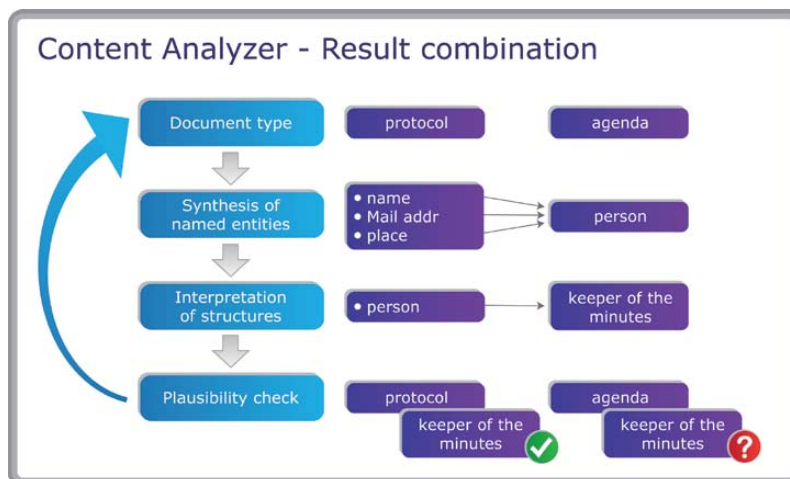 Content Analyzer - Result combination
Document type
protocol
agenda
Synthesis of
named entities
• name
• Mail addr
• place
person
Interpretation
of structures
• person
keeper of the
minutes
Plausibility check
protocol
keeper of the
minutes
agenda
keeper of the
minutes
?